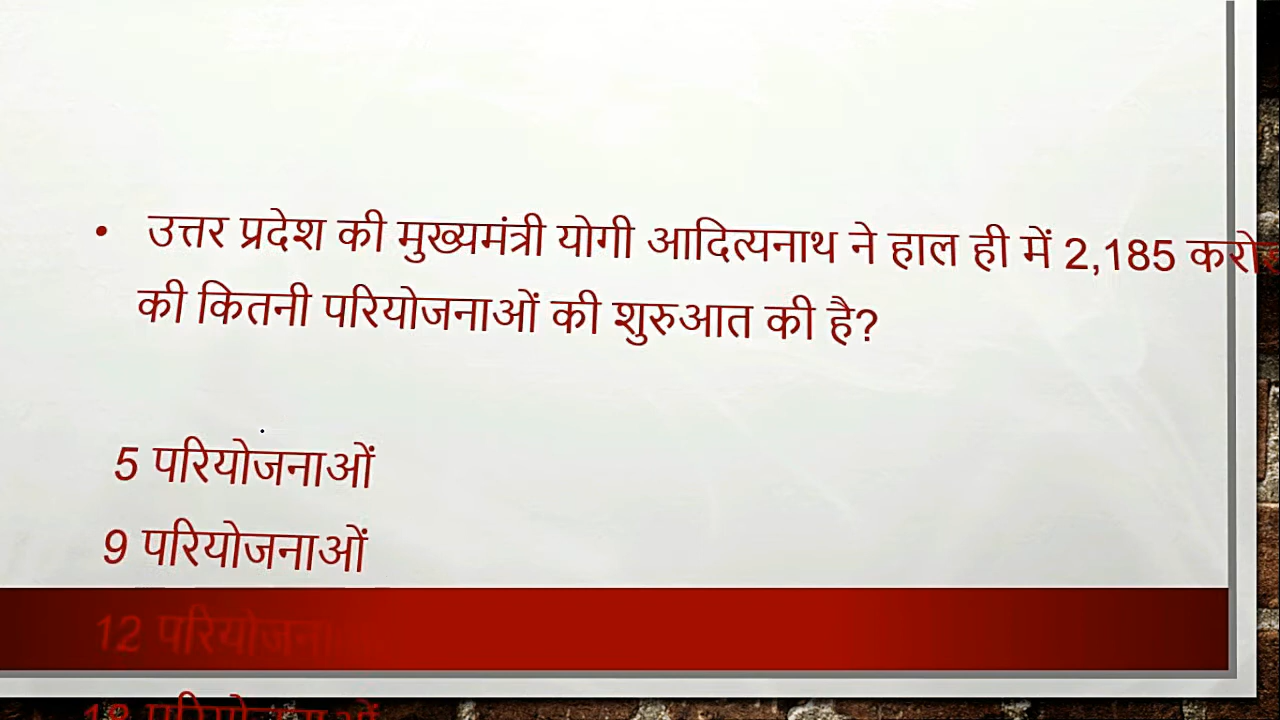 • उत्तर प्रदेश की मुख्यमंत्री योगी आदित्यनाथ ने हाल ही में 2,185
की कितनी परियोजनाओं की शुरुआत की है?
5 परियोजनाओं
9 परियोजनाओं
12